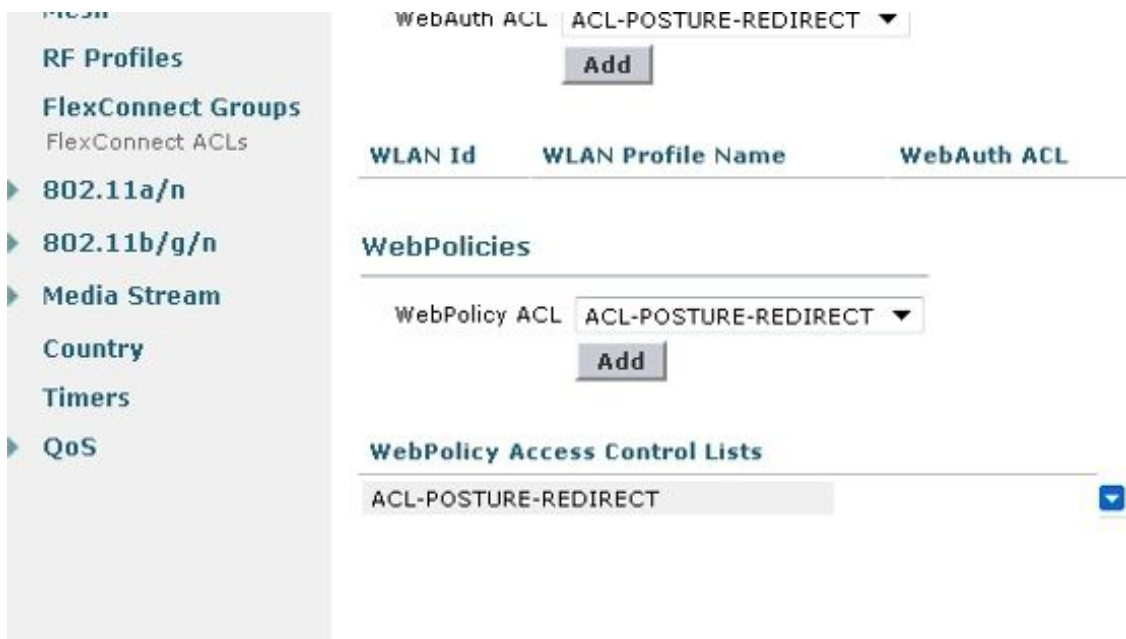 Mesh
RF Profiles
FlexConnect Groups
FlexConnect ACLs
802.11a/n
802.11b/g/n
Media Stream
Country
Timers
QoS
WebAuth ACL ACL-POSTURE-REDIRECT
Add
WLAN Id WLAN Profile Name WebAuth ACL
WebPolicies
WebPolicy ACL ACL-POSTURE-REDIRECT
Add
WebPolicy Access Control Lists
ACL-POSTURE-REDIRECT